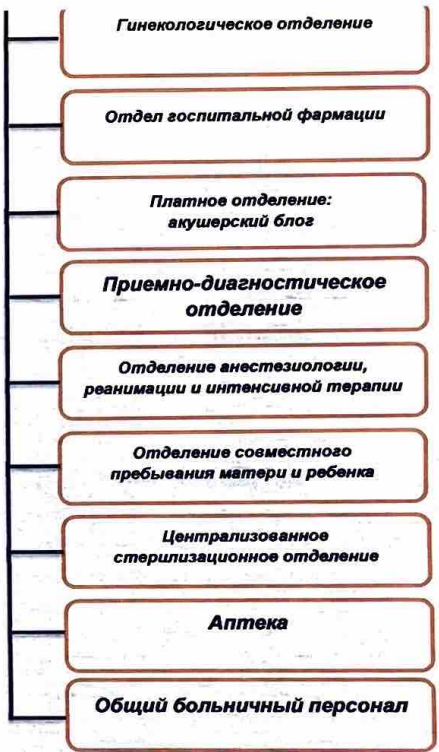 Гинекологическое отделение
Отдел госпитальной фармации
Платное отделение:
акушерский блог
Приемно-диагностическое
отделение
Отделение анестезиологии,
реанимации и интенсивной терапии
Отделение совместного
пребывания матери и ребенка
Централизованное
стерилизационное отделение
Аптека
Общий больничный персонал